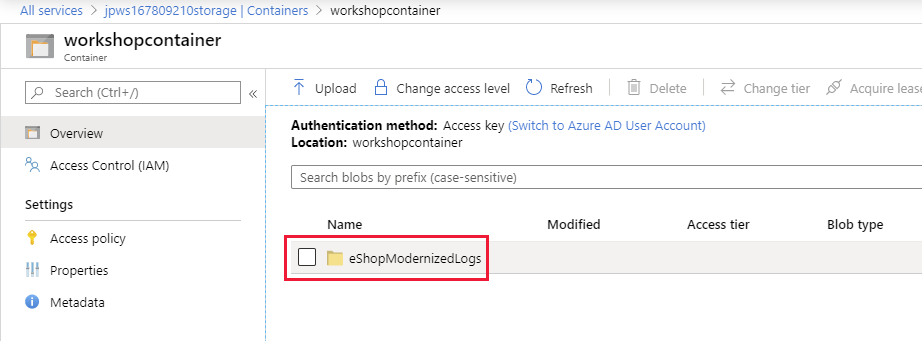 All services > jpws167809210storage | Containers > workshopcontainer
workshopcontainer
Container
Search (Ctrl+/)
«
Overview
Access Control (IAM)
Settings
Access policy
Properties
Metadata
Upload Change access level Refresh Delete Change tier Acquire lease
Authentication method: Access key (Switch to Azure AD User Account)
Location: workshopcontainer
Search blobs by prefix (case-sensitive)
Name Modified Access tier Blob type
eShopModernizedLogs